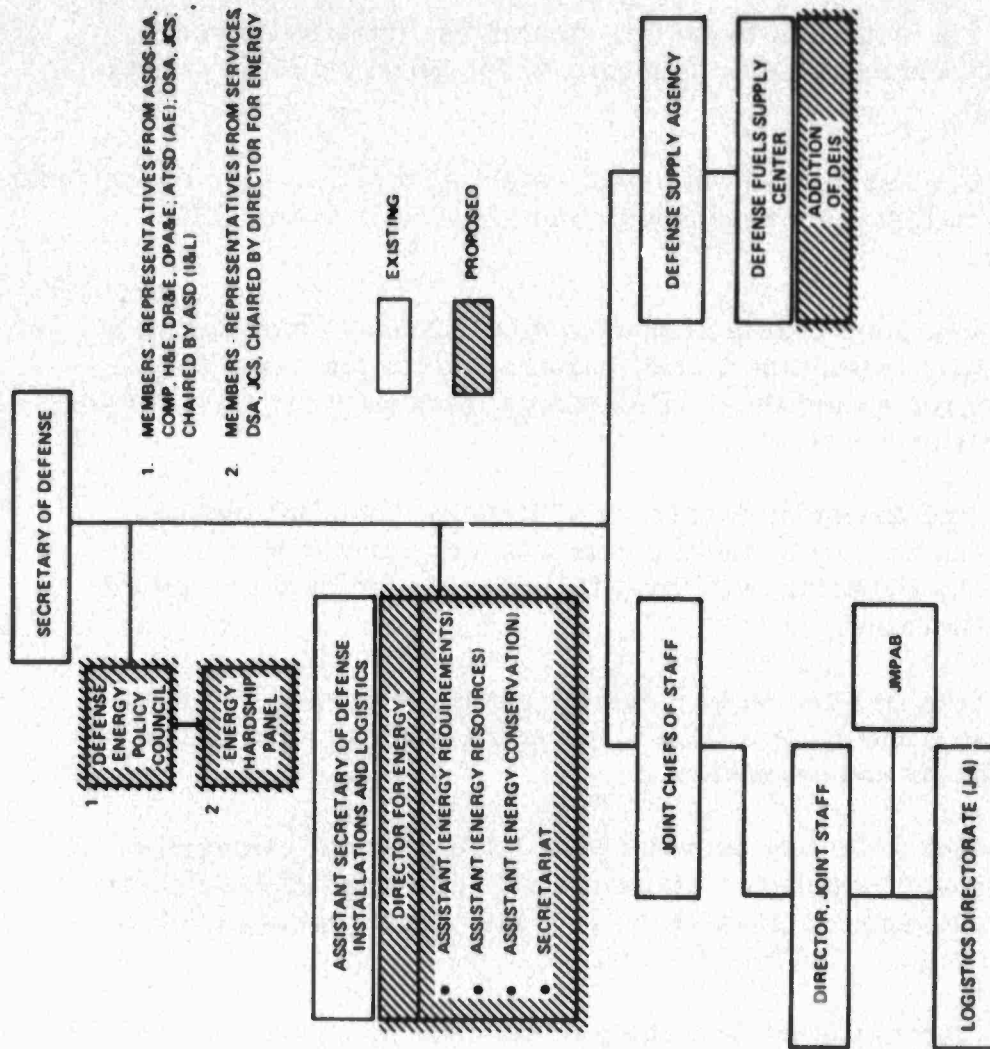 SECRETARY OF DEFENSE
1
DEFENSE
ENERGY
POLICY
COUNCIL
2
ENERGY
HARDSHIP
PANEL
1. MEMBERS: REPRESENTATIVES FROM ASDS-ISA,
COMP, H&E, DR&E, OPA&E; ATSD (AE); OSA, JCS,
CHAIRED BY ASD (I&L)
2. MEMBERS: REPRESENTATIVES FROM SERVICES,
DSA, JCS, CHAIRED BY DIRECTOR FOR ENERGY
EXISTING
PROPOSEO
ASSISTANT SECRETARY OF DEFENSE
INSTALLATIONS AND LOGISTICS
DIRECTOR FOR ENERGY
• ASSISTANT (ENERGY REQUIREMENTS)
• ASSISTANT (ENERGY RESOURCES)
• ASSISTANT (ENERGY CONSERVATION)
• SECRETARIAT
JOINT CHIEFS OF STAFF
DIRECTOR, JOINT STAFF
JMPAB
LOGISTICS DIRECTORATE (J-4)
DEFENSE SUPPLY AGENCY
DEFENSE FUELS SUPPLY
CENTER
ADDITION
OF DEIS